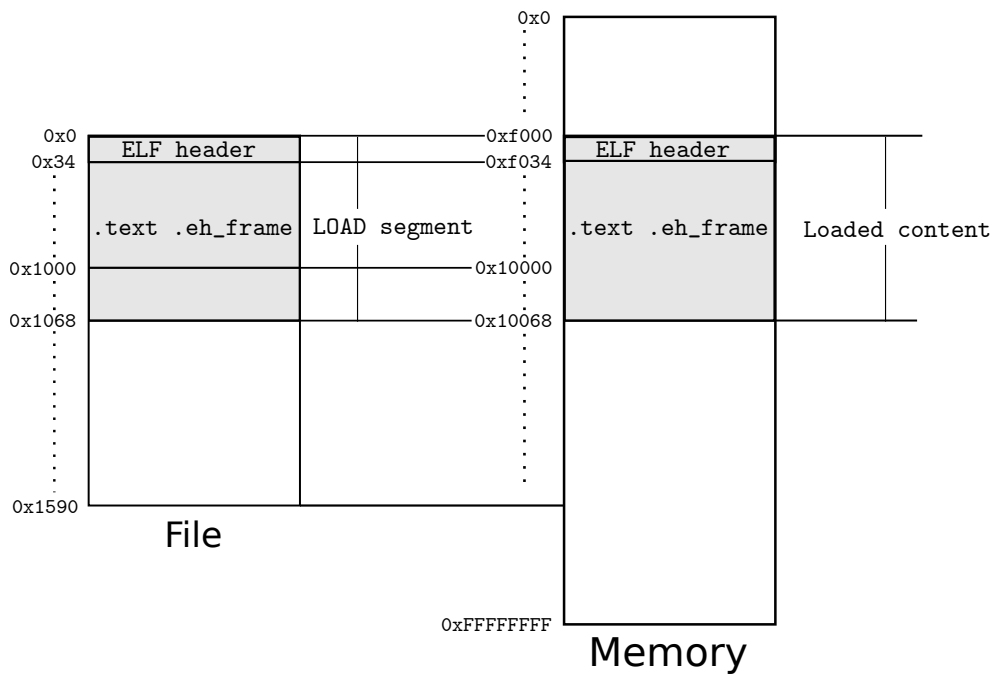 0x0
0x0
0xf000
ELF header
ELF header
0x34
0xf034
.text .eh_frame
LOAD segment
.text .eh_frame
Loaded content
0x1000
0x10000
0x1068
0x10068
0x1590
File
0xFFFFFFFF
Memory